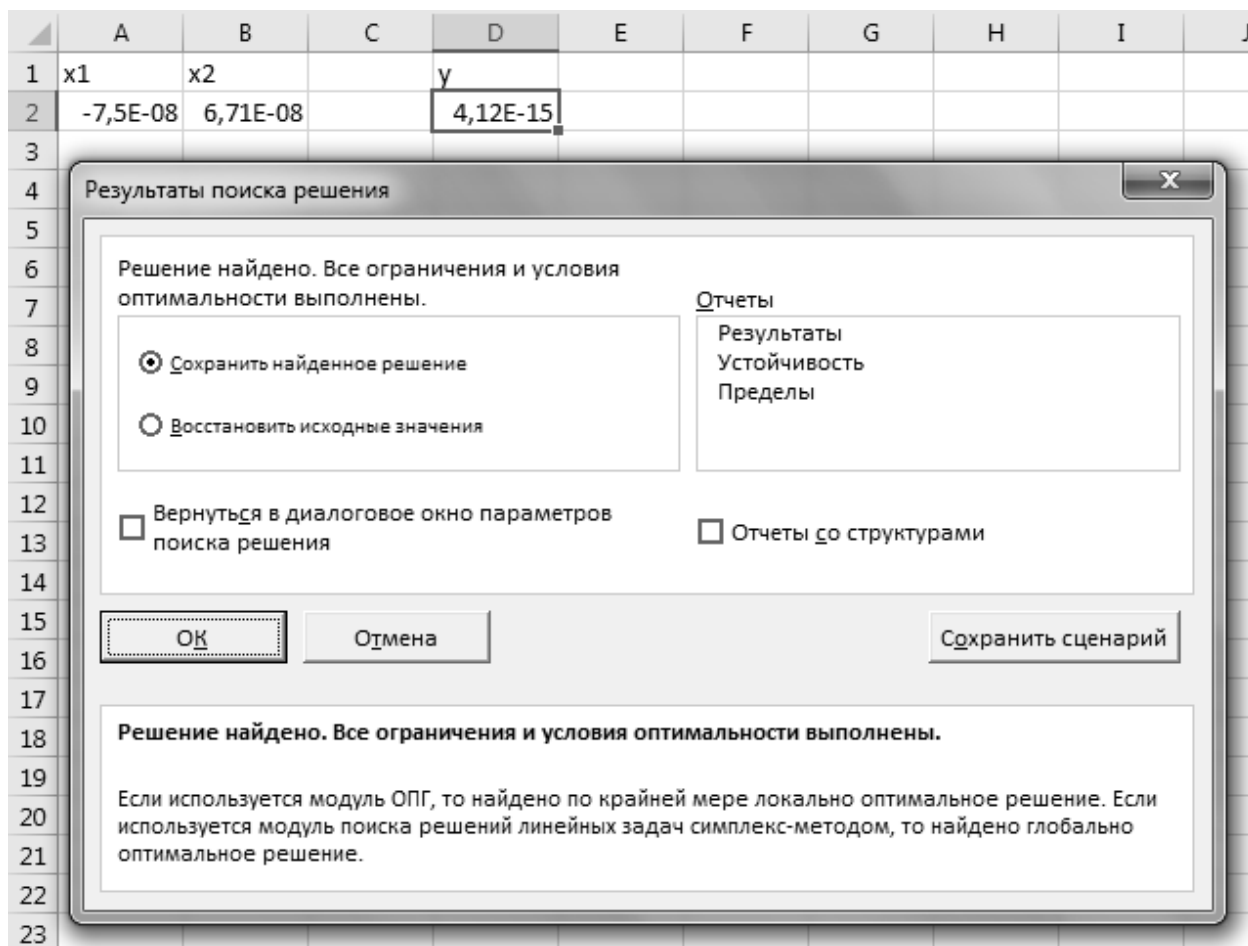 A B C D E F G H I J
1 x1 x2 y
2 -7,5E-08 6,71E-08 4,12E-15
3
4
5
6
7
8
9
10
11
12
13
14
15
16
17
18
19
20
21
22
23
Результаты поиска решения
X
Решение найдено. Все ограничения и условия
оптимальности выполнены.
Сохранить найденное решение
Восстановить исходные значения
Отчеты
Результаты
Устойчивость
Пределы
Вернуться в диалоговое окно параметров
поиска решения
Отчеты со структурами
ОК
Отмена
Сохранить сценарий
Решение найдено. Все ограничения и условия оптимальности выполнены.
Если используется модуль ОПГ, то найдено по крайней мере локально оптимальное решение. Если
используется модуль поиска решений линейных задач симплекс-методом, то найдено глобально
оптимальное решение.